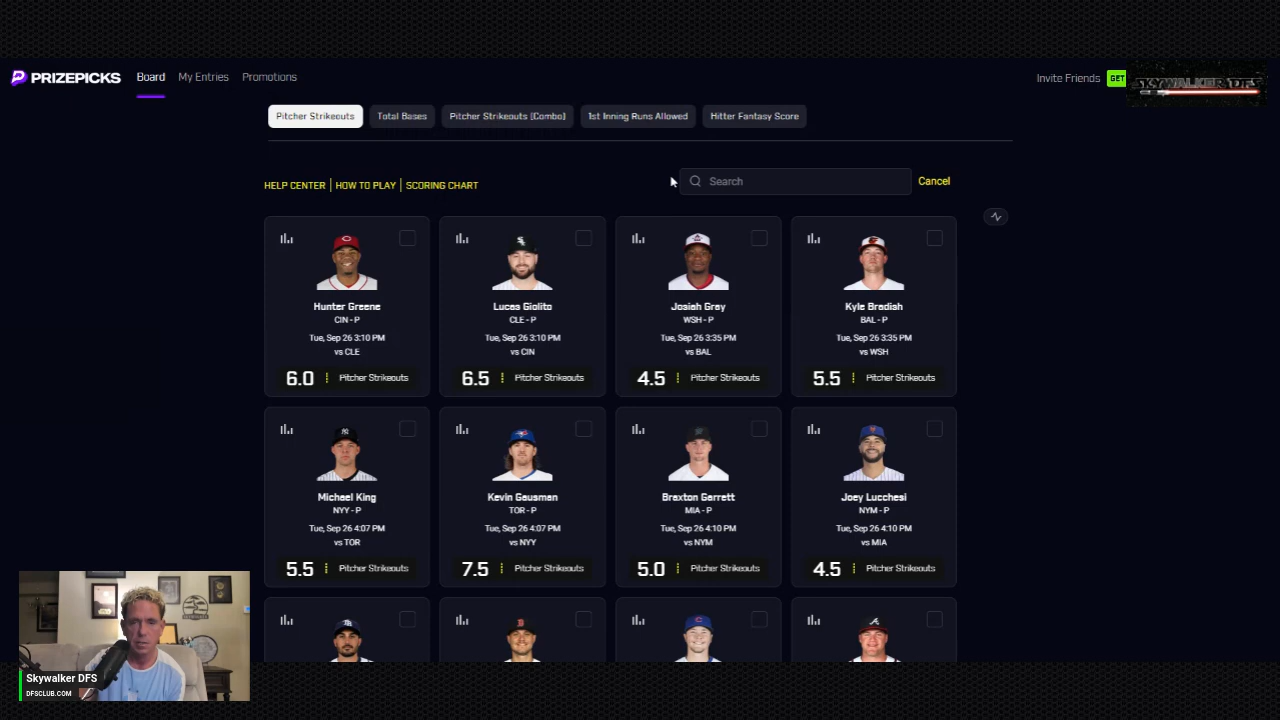 PRIZEPICKS Board My Entries Promotions Invite Friends GET
SKYWALKER DFS
Pitcher Strikeouts Total Bases Pitcher Strikeouts (Combo) 1st Inning Runs Allowed Hitter Fantasy Score
HELP CENTER | HOW TO PLAY | SCORING CHART Search Cancel
Hunter Greene Lucas Giolito Josiah Gray Kyle Bradish
CIN - P CLE - P WSH - P BAL - P
Tue, Sep 26 3:10 PM Tue, Sep 26 3:10 PM Tue, Sep 26 3:35 PM Tue, Sep 26 3:35 PM
vs CLE vs CIN vs BAL vs WSH
6.0 Pitcher Strikeouts 6.5 Pitcher Strikeouts 4.5 Pitcher Strikeouts 5.5 Pitcher Strikeouts
Michael King Kevin Gausman Braxton Garrett Joey Lucchesi
NYY - P TOR - P MIA - P NYM - P
Tue, Sep 26 4:07 PM Tue, Sep 26 4:07 PM Tue, Sep 26 4:10 PM Tue, Sep 26 4:10 PM
vs TOR vs NYY vs NYM vs MIA
5.5 Pitcher Strikeouts 7.5 Pitcher Strikeouts 5.0 Pitcher Strikeouts 4.5 Pitcher Strikeouts
Skywalker DFS
DFSCLUB.COM